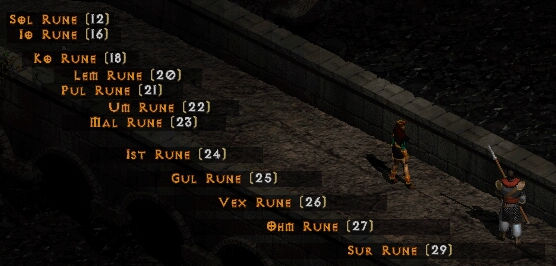 Sol Rune [12]
Io Rune [16]
Ko Rune [18]
Lem Rune [20]
Pul Rune [21]
Um Rune [22]
Mal Rune [23]
Ist Rune [24]
Gul Rune [25]
Vex Rune [26]
Ohm Rune [27]
Sur Rune [29]